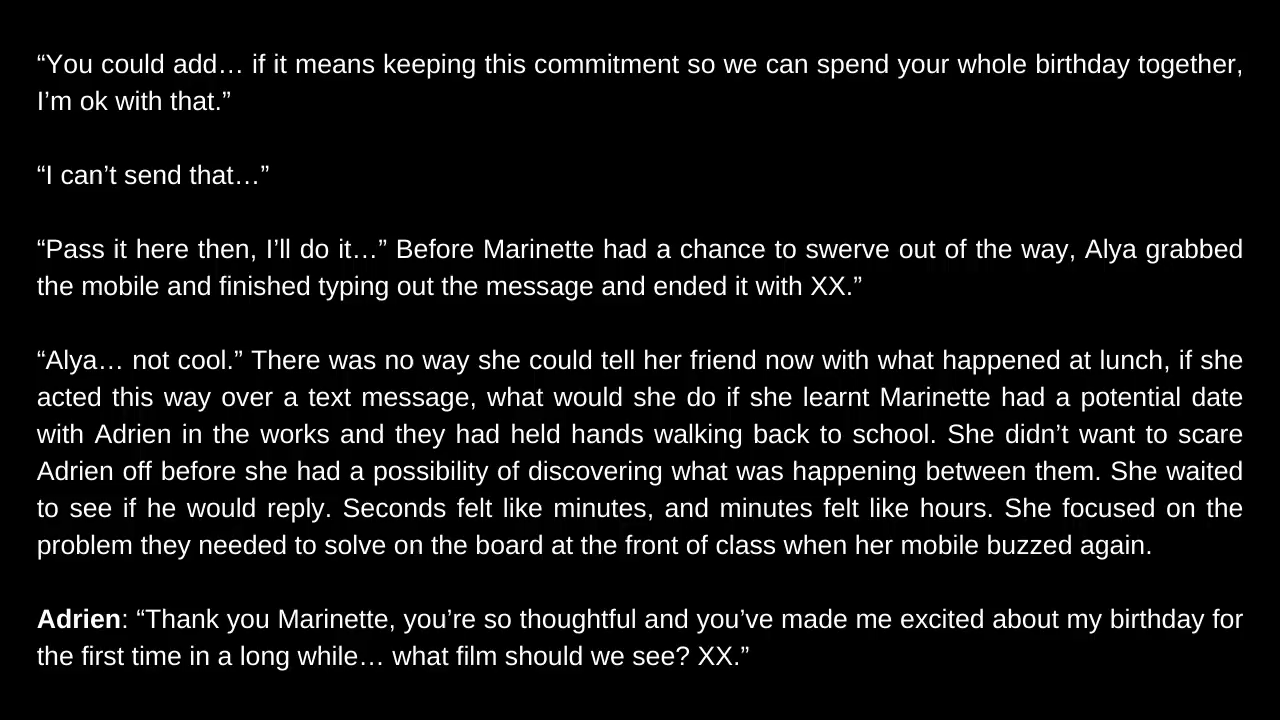 “You could add… if it means keeping this commitment so we can spend your whole birthday together,
I’m ok with that.”
“I can’t send that…”
“Pass it here then, I’ll do it…” Before Marinette had a chance to swerve out of the way, Alya grabbed
the mobile and finished typing out the message and ended it with XX.”
“Alya… not cool.” There was no way she could tell her friend now with what happened at lunch, if she
acted this way over a text message, what would she do if she learnt Marinette had a potential date
with Adrien in the works and they had held hands walking back to school. She didn’t want to scare
Adrien off before she had a possibility of discovering what was happening between them. She waited
to see if he would reply. Seconds felt like minutes, and minutes felt like hours. She focused on the
problem they needed to solve on the board at the front of class when her mobile buzzed again.
Adrien: “Thank you Marinette, you’re so thoughtful and you’ve made me excited about my birthday for
the first time in a long while… what film should we see? XX.”